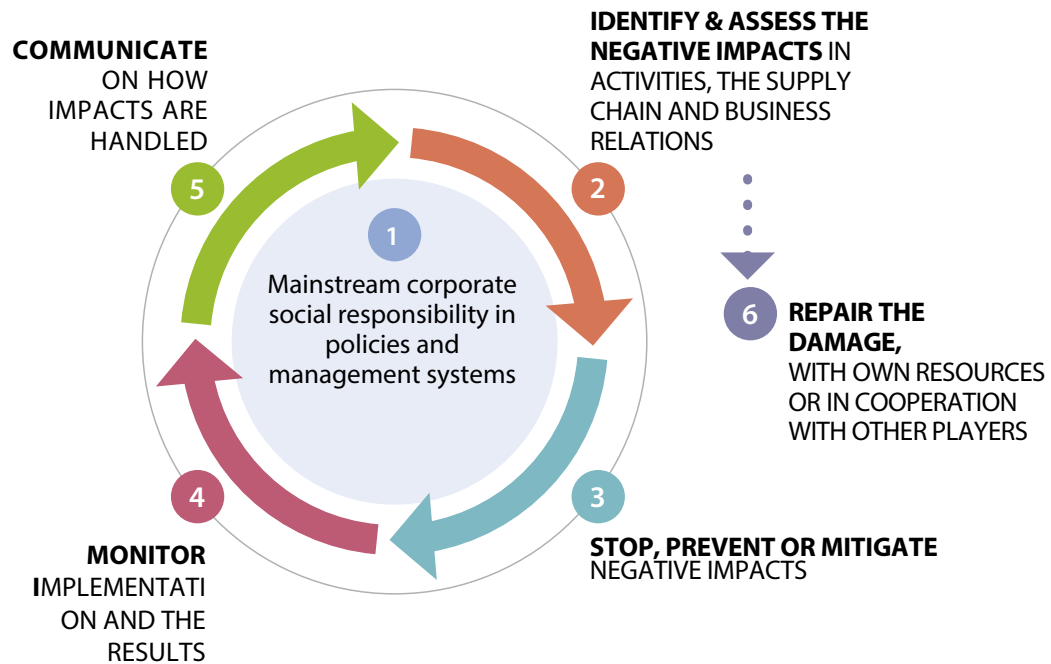 1
Mainstream corporate
social responsibility in
policies and
management systems
2
IDENTIFY & ASSESS THE
NEGATIVE IMPACTS IN
ACTIVITIES, THE SUPPLY
CHAIN AND BUSINESS
RELATIONS
3
STOP, PREVENT OR MITIGATE
NEGATIVE IMPACTS
4
MONITOR
IMPLEMENTATI
ON AND THE
RESULTS
5
COMMUNICATE
ON HOW
IMPACTS ARE
HANDLED
6
REPAIR THE
DAMAGE,
WITH OWN RESOURCES
OR IN COOPERATION
WITH OTHER PLAYERS